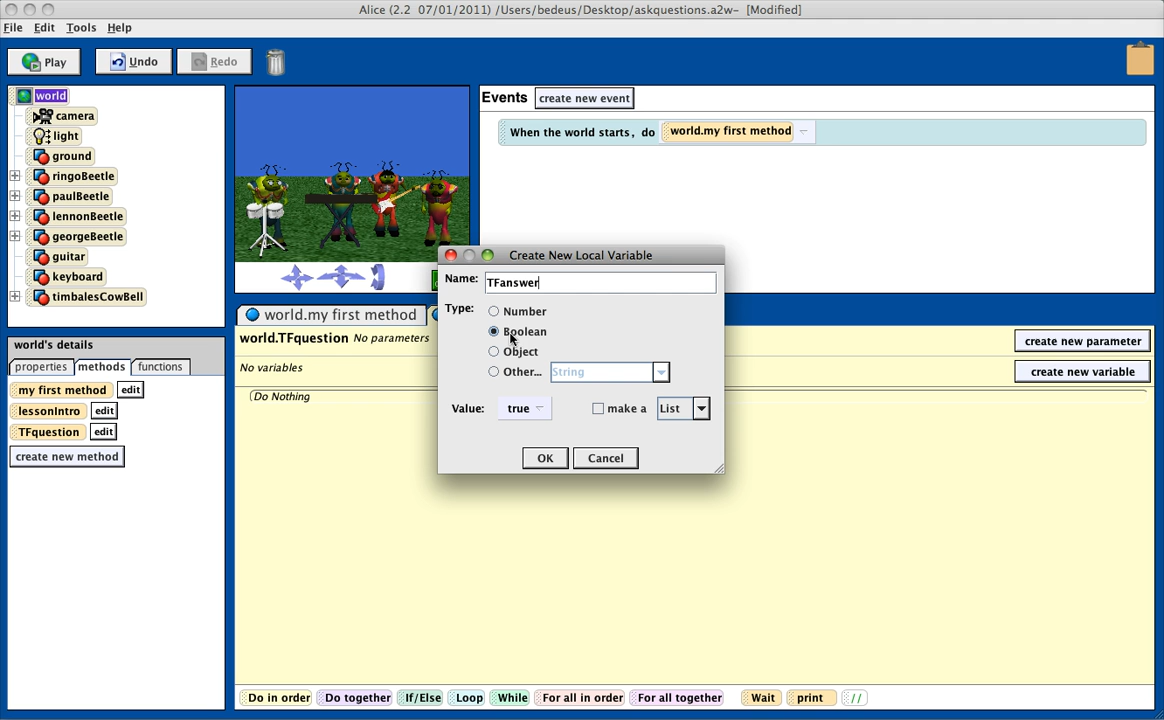 Alice (2.2 07/01/2011) /Users/bedeus/Desktop/askquestions.a2w- [Modified]
File Edit Tools Help
Play Undo Redo
world
camera
light
ground
ringoBeetle
paulBeetle
lennonBeetle
georgeBeetle
guitar
keyboard
timbalesCowBell
Events create new event
When the world starts, do world.my first method
world's details
properties methods functions
my first method edit
lessonIntro edit
TFquestion edit
create new method
world.my first method
world.TFquestion No parameters create new parameter
No variables create new variable
(Do Nothing
Create New Local Variable
Name: TFanswer
Type: Number
Boolean
Object
Other... String
Value: true make a List
OK Cancel
Do in order Do together If/Else Loop While For all in order For all together Wait print //